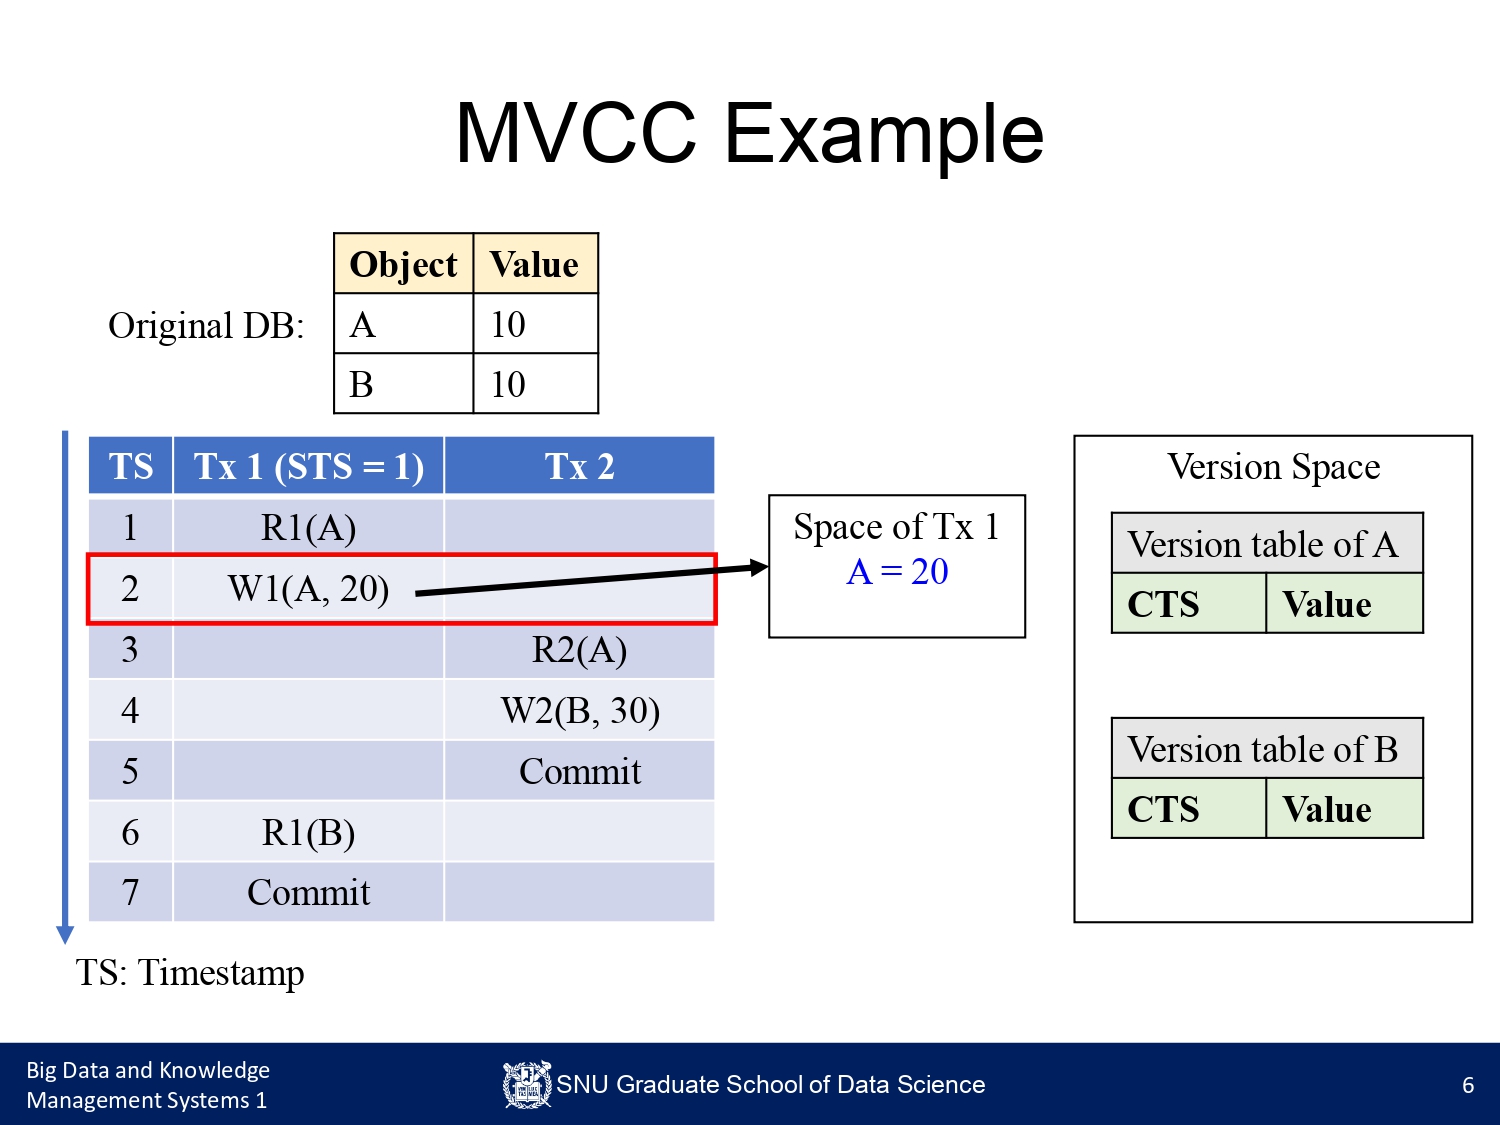 MVCC Example
Original DB:
Object Value
A 10
B 10
TS Tx 1 (STS = 1) Tx 2
1 R1(A)
2 W1(A, 20)
3 R2(A)
4 W2(B, 30)
5 Commit
6 R1(B)
7 Commit
TS: Timestamp
Space of Tx 1
A = 20
Version Space
Version table of A
CTS Value
Version table of B
CTS Value
Big Data and Knowledge
Management Systems 1
SNU Graduate School of Data Science
6